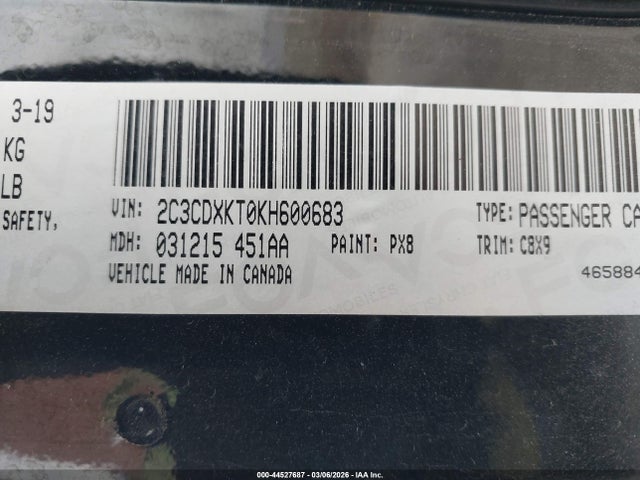 3-19
KG
LB
SAFETY,
VIN: 2C3CDXKT0KH600683
TYPE: PASSENGER CA
MDH: 031215 451AA
PAINT: PX8
TRIM: C8X9
VEHICLE MADE IN CANADA
465884
000-44527687 - 03/06/2026 - IAA Inc.